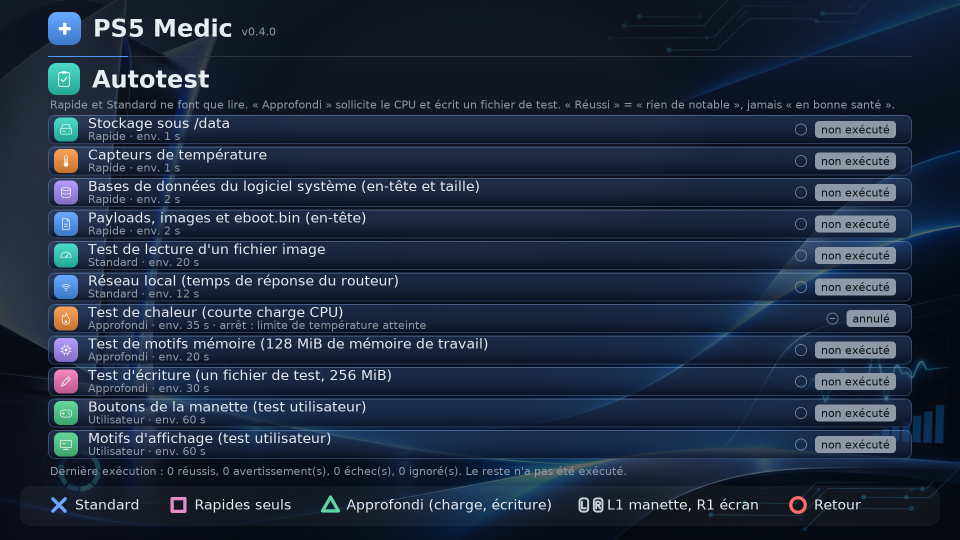 PS5 Medic v0.4.0
Autotest
Rapide et Standard ne font que lire. « Approfondi » sollicite le CPU et écrit un fichier de test. « Réussi » = « rien de notable », jamais « en bonne santé ».
Stockage sous /data
Rapide · env. 1 s
non exécuté
Capteurs de température
Rapide · env. 1 s
non exécuté
Bases de données du logiciel système (en-tête et taille)
Rapide · env. 2 s
non exécuté
Payloads, images et eboot.bin (en-tête)
Rapide · env. 2 s
non exécuté
Test de lecture d'un fichier image
Standard · env. 20 s
non exécuté
Réseau local (temps de réponse du routeur)
Standard · env. 12 s
non exécuté
Test de chaleur (courte charge CPU)
Approfondi · env. 35 s · arrêt : limite de température atteinte
annulé
Test de motifs mémoire (128 MiB de mémoire de travail)
Approfondi · env. 20 s
non exécuté
Test d'écriture (un fichier de test, 256 MiB)
Approfondi · env. 30 s
non exécuté
Boutons de la manette (test utilisateur)
Utilisateur · env. 60 s
non exécuté
Motifs d'affichage (test utilisateur)
Utilisateur · env. 60 s
non exécuté
Dernière exécution : 0 réussis, 0 avertissement(s), 0 échec(s), 0 ignoré(s). Le reste n'a pas été exécuté.
Standard Rapides seuls Approfondi (charge, écriture) L R L1 manette, R1 écran Retour